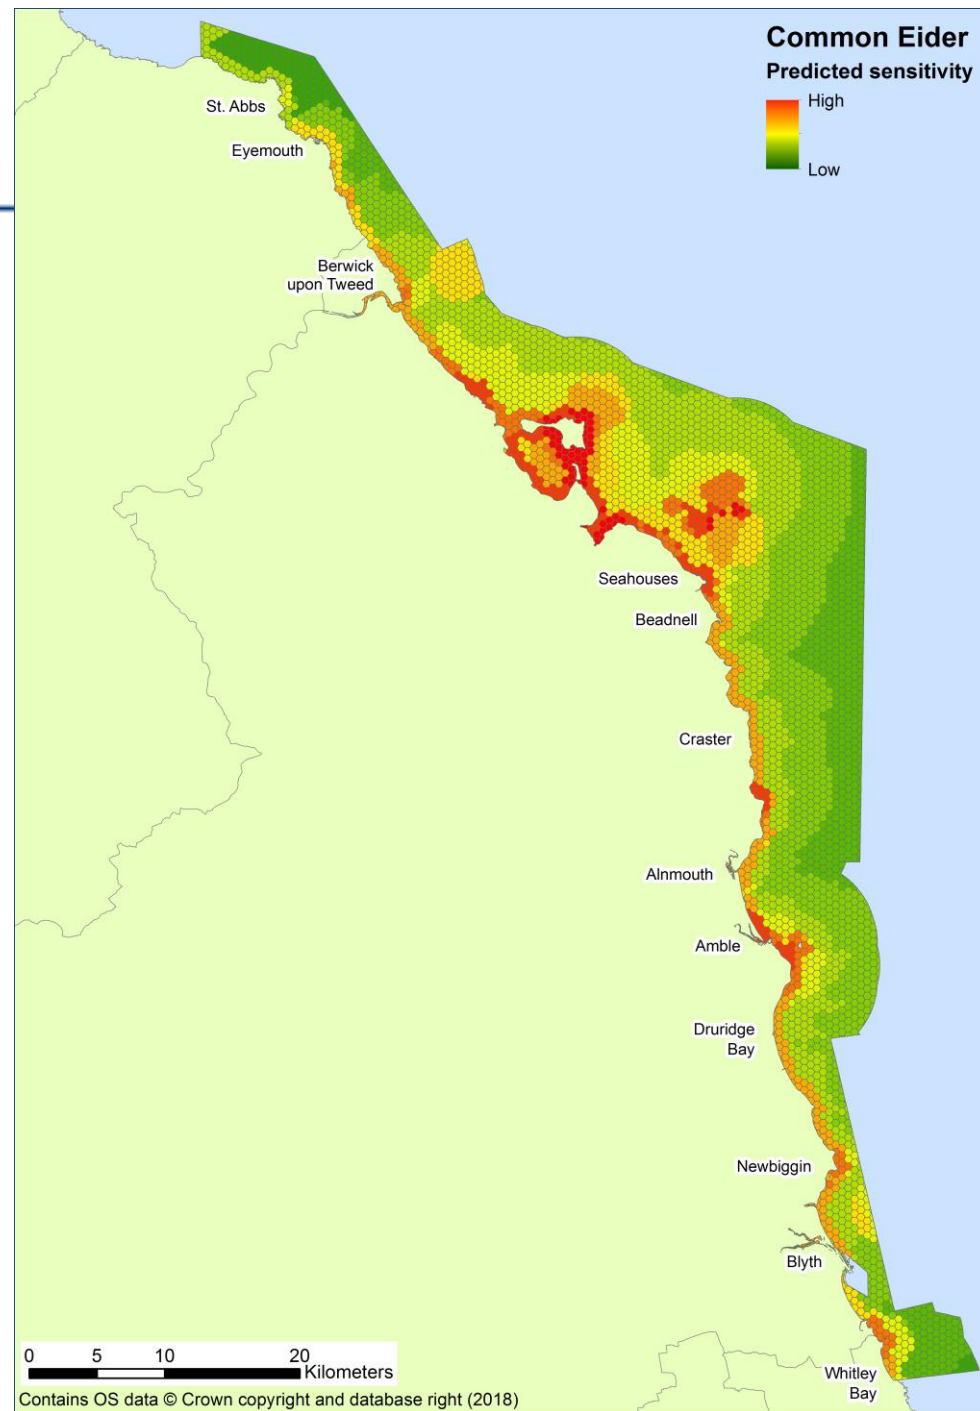 Common Eider
Predicted sensitivity
High
Low
St. Abbs
Eyemouth
Berwick
upon Tweed
Seahouses
Beadnell
Craster
Alnmouth
Amble
Druridge
Bay
Newbiggin
Blyth
Whitley
Bay
0 5 10 20
Kilometers
Contains OS data © Crown copyright and database right (2018)